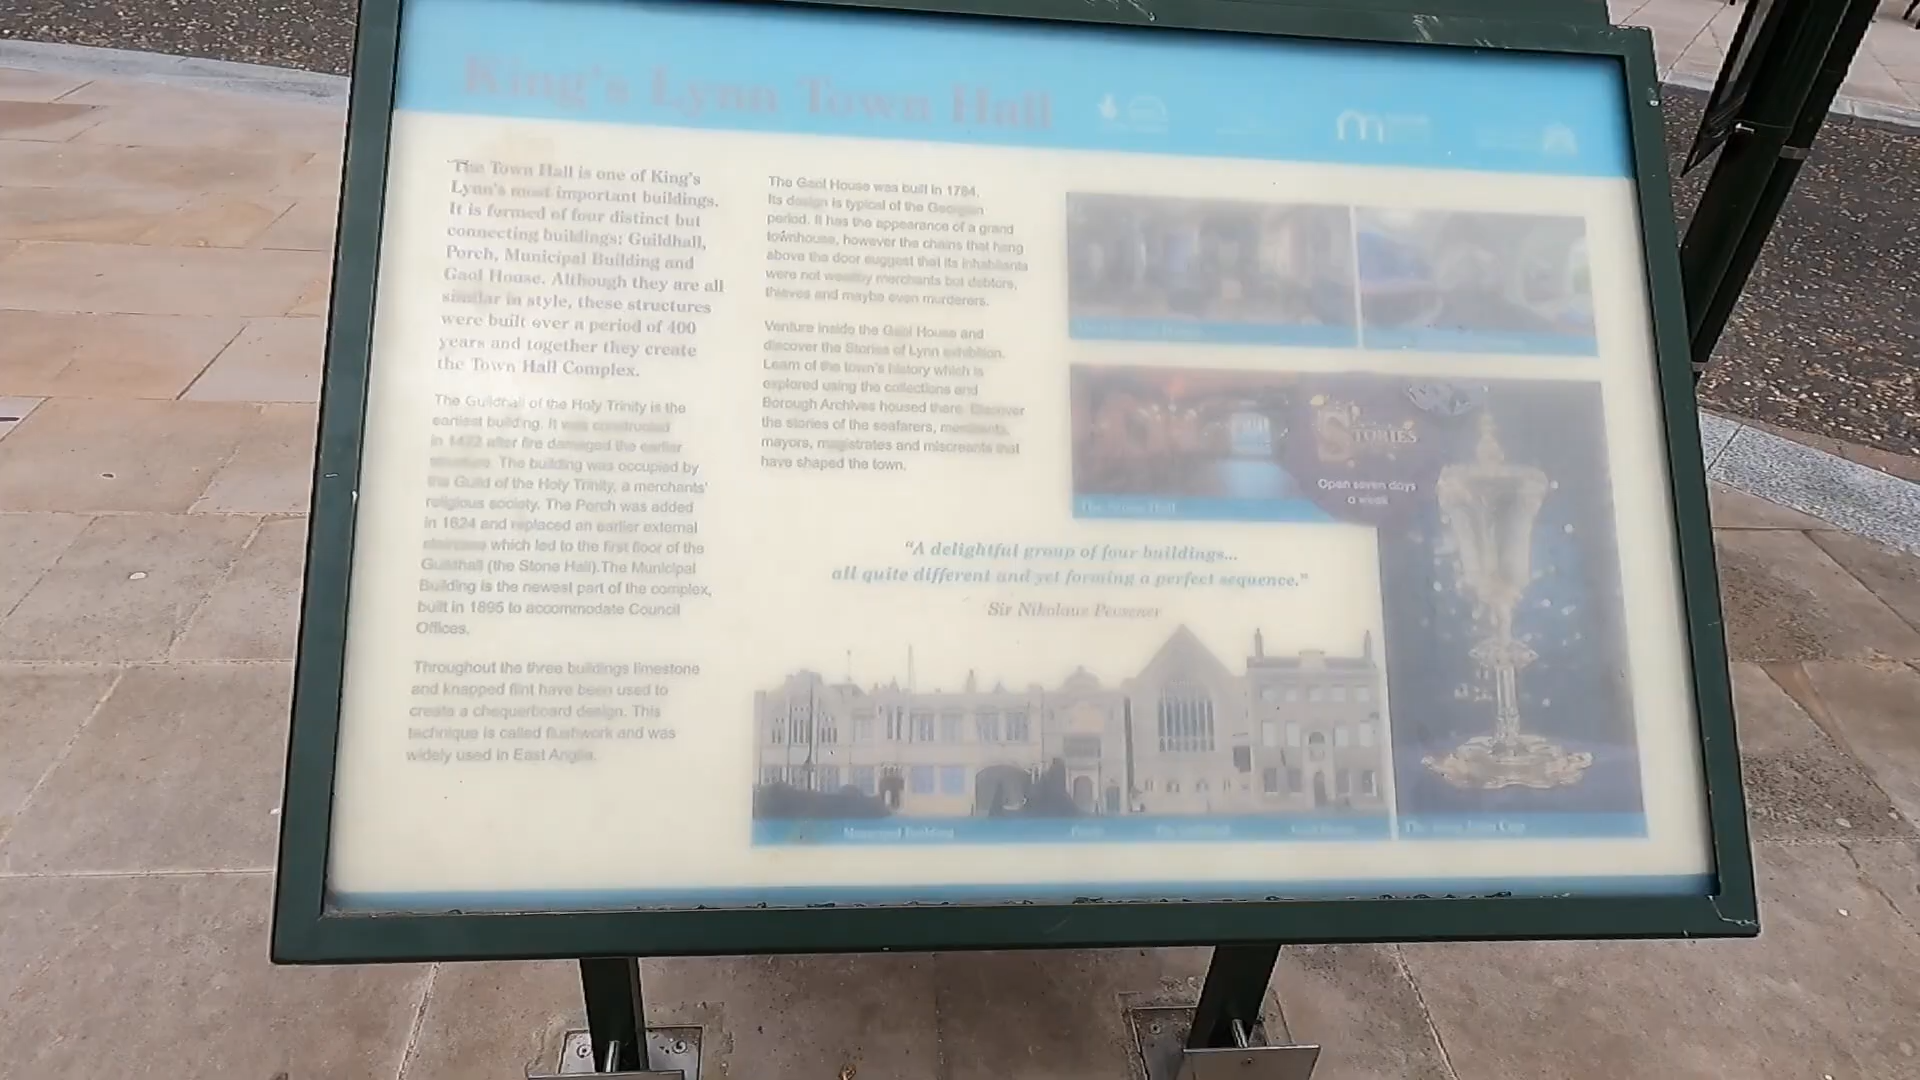 King's Lynn Town Hall
The Town Hall is one of King's
Lynn's most important buildings.
It is formed of four distinct but
connecting buildings: Guildhall,
Porch, Municipal Building and
Gaol House. Although they are all
similar in style, these structures
were built over a period of 400
years and together they create
the Town Hall Complex.
The Guildhall of the Holy Trinity is the
earliest building. It was constructed
in 1422 after fire damaged the earlier
structure. The building was occupied by
the Guild of the Holy Trinity, a merchants'
religious society. The Porch was added
in 1624 and replaced an earlier external
staircase which led to the first floor of the
Guildhall (the Stone Hall).The Municipal
Building is the newest part of the complex,
built in 1895 to accommodate Council
Offices.
Throughout the three buildings limestone
and knapped flint have been used to
create a chequerboard design. This
technique is called flushwork and was
widely used in East Anglia.
The Gaol House was built in 1784.
Its design is typical of the Georgian
period. It has the appearance of a grand
townhouse, however the chains that hang
above the door suggest that its inhabitants
were not wealthy merchants but debtors,
thieves and maybe even murderers.
Venture inside the Gaol House and
discover the Stories of Lynn exhibition.
Learn of the town's history which is
explored using the collections and
Borough Archives housed there. Discover
the stories of the seafarers, merchants,
mayors, magistrates and miscreants that
have shaped the town.
STORIES
Open seven days
a week
The Stone Hall
"A delightful group of four buildings...
all quite different and yet forming a perfect sequence."
Sir Nikolaus Pevsner
Municipal Building
Porch
The King John Cup